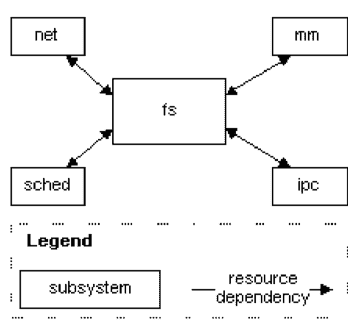 net
mm
fs
sched
ipc
Legend
subsystem
resource
dependency